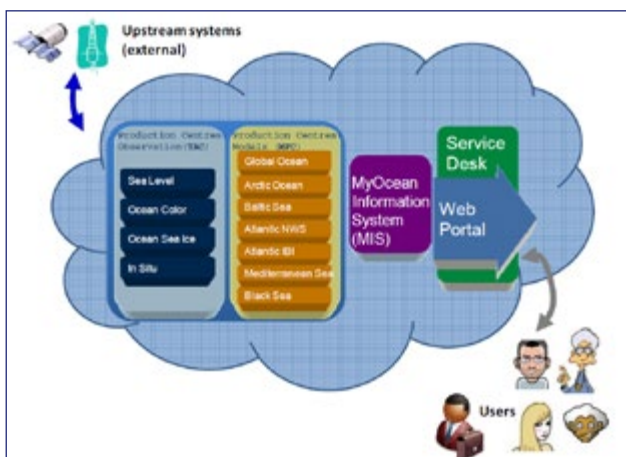 Upstream systems
(external)
Production Centres
Observation (TAC)
Sea Level
Ocean Color
Ocean Sea Ice
In Situ
Production Centres
Models (MFC)
Global Ocean
Arctic Ocean
Baltic Sea
Atlantic NWS
Atlantic IBI
Mediterranean Sea
Black Sea
MyOcean
Information
System
(MIS)
Service
Desk
Web
Portal
Users